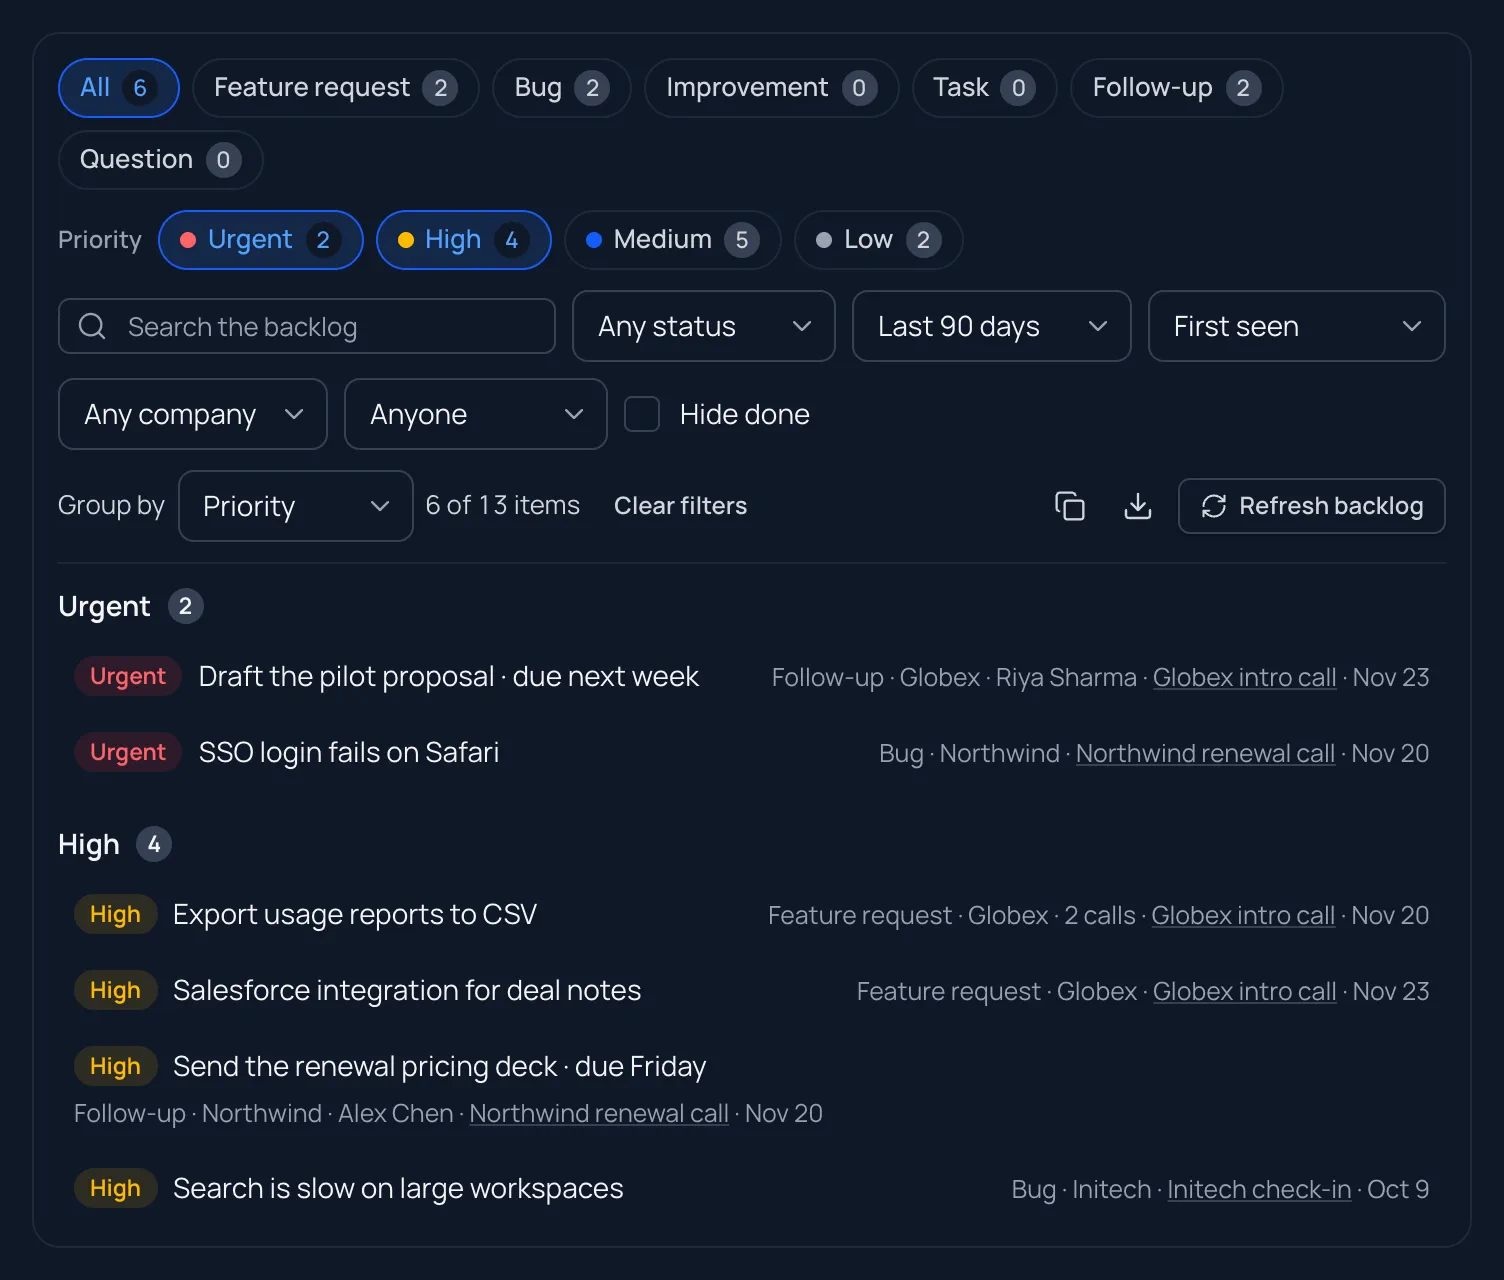 All 6 Feature request 2 Bug 2 Improvement 0 Task 0 Follow-up 2
Question 0
Priority Urgent 2 High 4 Medium 5 Low 2
Search the backlog Any status Last 90 days First seen
Any company Anyone Hide done
Group by Priority 6 of 13 items Clear filters Refresh backlog
Urgent 2
Urgent Draft the pilot proposal · due next week Follow-up · Globex · Riya Sharma · Globex intro call · Nov 23
Urgent SSO login fails on Safari Bug · Northwind · Northwind renewal call · Nov 20
High 4
High Export usage reports to CSV Feature request · Globex · 2 calls · Globex intro call · Nov 20
High Salesforce integration for deal notes Feature request · Globex · Globex intro call · Nov 23
High Send the renewal pricing deck · due Friday
Follow-up · Northwind · Alex Chen · Northwind renewal call · Nov 20
High Search is slow on large workspaces Bug · Initech · Initech check-in · Oct 9